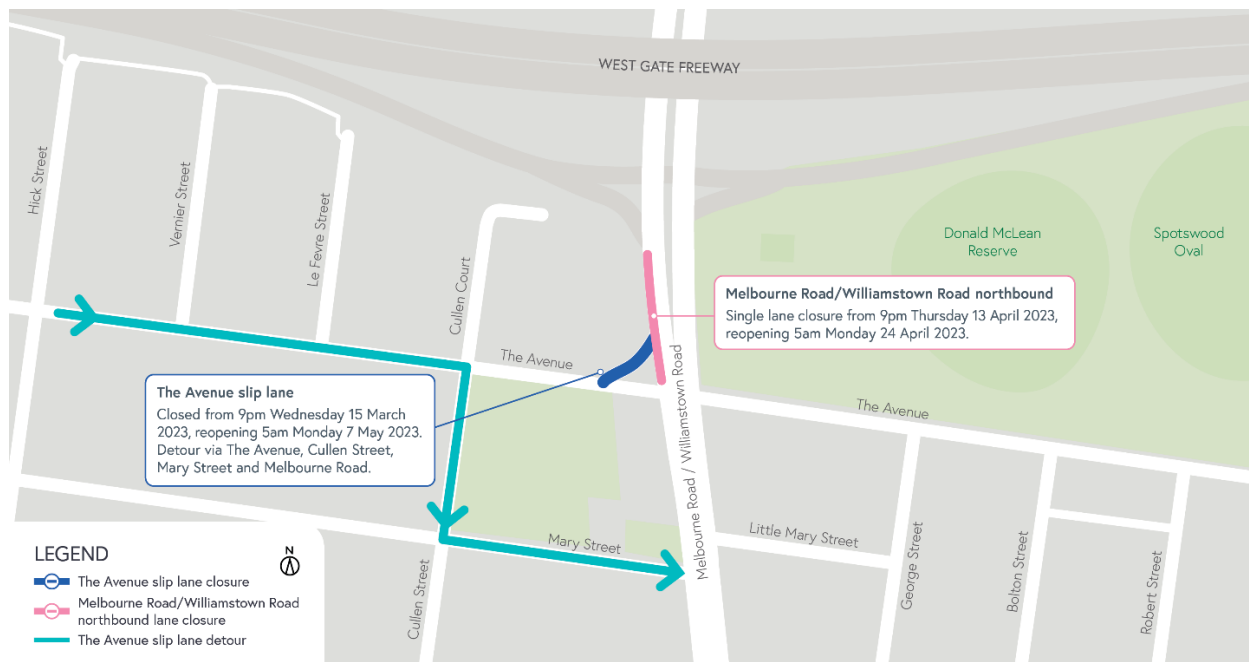 WEST GATE FREEWAY
Hick Street
Vernier Street
Le Fevre Street
Cullen Court
Donald McLean
Reserve
Spotswood
Oval
Melbourne Road/Williamstown Road northbound
Single lane closure from 9pm Thursday 13 April 2023,
reopening 5am Monday 24 April 2023.
The Avenue
The Avenue slip lane
Closed from 9pm Wednesday 15 March
2023, reopening 5am Monday 7 May 2023.
Detour via The Avenue, Cullen Street,
Mary Street and Melbourne Road.
Melbourne Road / Williamstown Road
The Avenue
Mary Street
Little Mary Street
Cullen Street
George Street
Bolton Street
Robert Street
LEGEND
N
The Avenue slip lane closure
Melbourne Road/Williamstown Road
northbound lane closure
The Avenue slip lane detour